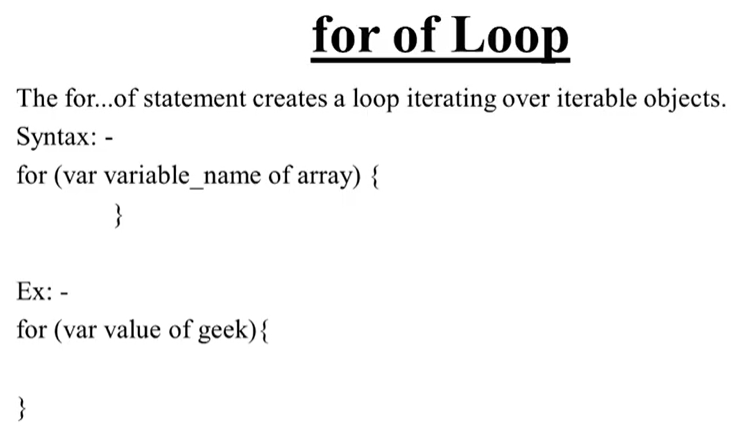 for of Loop
The for...of statement creates a loop iterating over iterable objects.
Syntax: -
for (var variable_name of array) {
}
Ex: -
for (var value of geek){
}